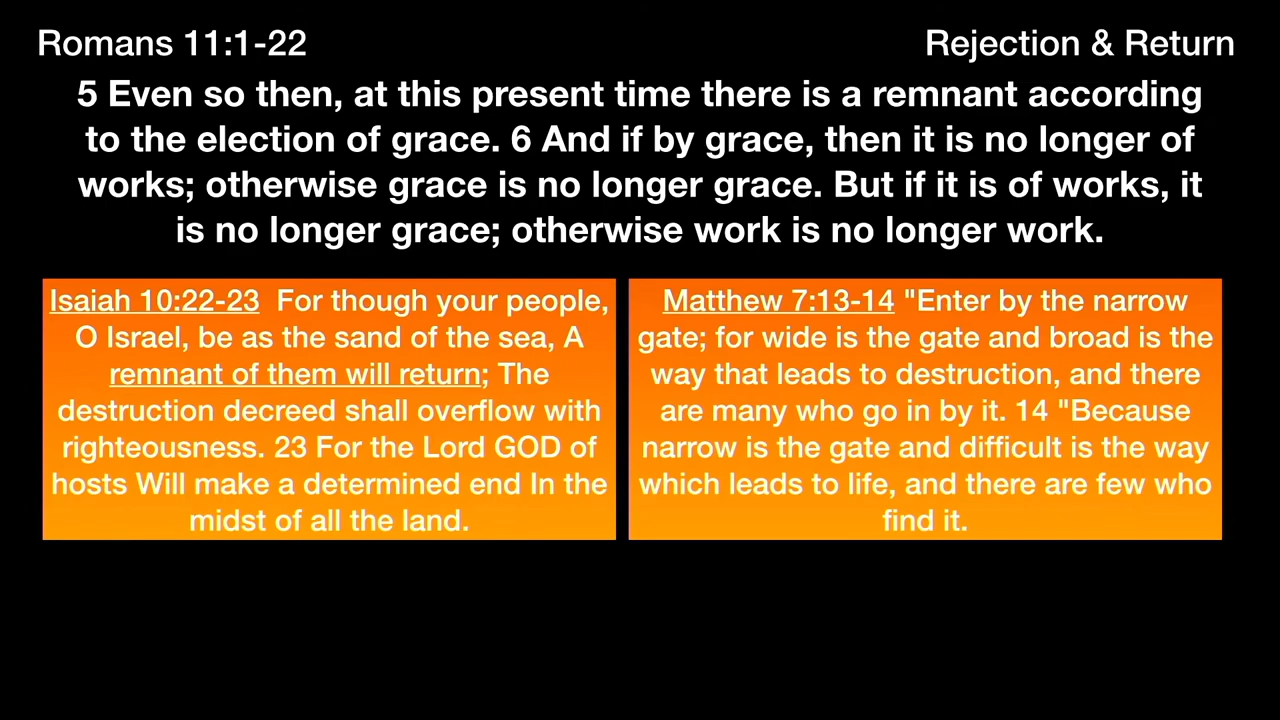 Romans 11:1-22
Rejection & Return
5 Even so then, at this present time there is a remnant according
to the election of grace. 6 And if by grace, then it is no longer of
works; otherwise grace is no longer grace. But if it is of works, it
is no longer grace; otherwise work is no longer work.
Isaiah 10:22-23  For though your people,
O Israel, be as the sand of the sea, A
remnant of them will return; The
destruction decreed shall overflow with
righteousness. 23 For the Lord GOD of
hosts Will make a determined end In the
midst of all the land.
Matthew 7:13-14 "Enter by the narrow
gate; for wide is the gate and broad is the
way that leads to destruction, and there
are many who go in by it. 14 "Because
narrow is the gate and difficult is the way
which leads to life, and there are few who
find it.